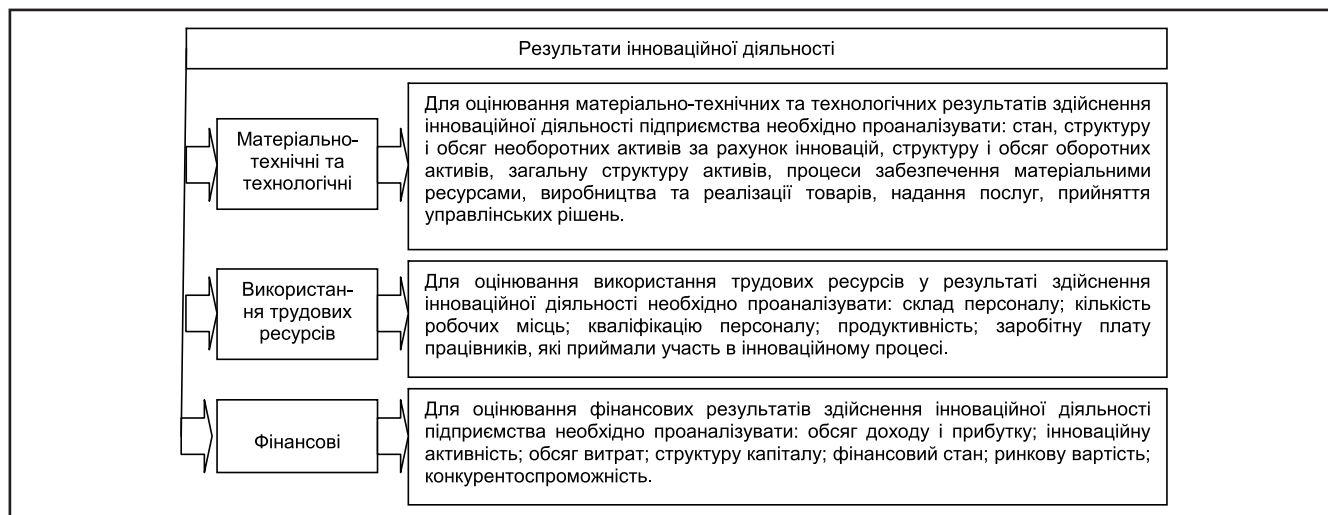 Результати інноваційної діяльності
Матеріально-
технічні та
технологічні
Для оцінювання матеріально-технічних та технологічних результатів здійснення
інноваційної діяльності підприємства необхідно проаналізувати: стан, структуру
і обсяг необоротних активів за рахунок інновацій, структуру і обсяг оборотних
активів, загальну структуру активів, процеси забезпечення матеріальними
ресурсами, виробництва та реалізації товарів, надання послуг, прийняття
управлінських рішень.
Використан-
ня трудових
ресурсів
Для оцінювання використання трудових ресурсів у результаті здійснення
інноваційної діяльності необхідно проаналізувати: склад персоналу; кількість
робочих місць; кваліфікацію персоналу; продуктивність; заробітну плату
працівників, які приймали участь в інноваційному процесі.
Фінансові
Для оцінювання фінансових результатів здійснення інноваційної діяльності
підприємства необхідно проаналізувати: обсяг доходу і прибутку; інноваційну
активність; обсяг витрат; структуру капіталу; фінансовий стан; ринкову вартість;
конкурентоспроможність.